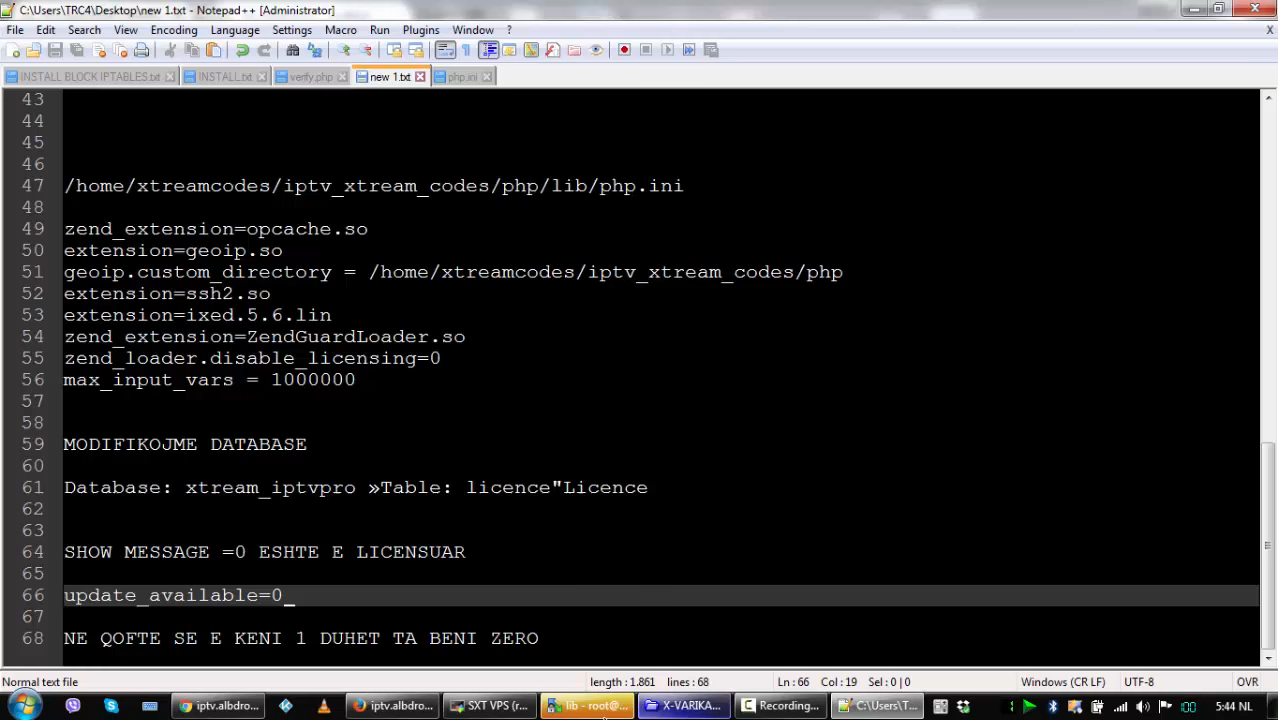 C:\Users\TRC4\Desktop\new 1.txt - Notepad++ [Administrator]
File Edit Search View Encoding Language Settings Macro Run Plugins Window ?
X
INSTALL BLOCK IPTABLES.txt INSTALL.txt verify.php new 1.txt php.ini
43
44
45
46
47 /home/xtreamcodes/iptv_xtream_codes/php/lib/php.ini
48
49 zend_extension=opcache.so
50 extension=geoip.so
51 geoip.custom_directory = /home/xtreamcodes/iptv_xtream_codes/php
52 extension=ssh2.so
53 extension=ixed.5.6.lin
54 zend_extension=ZendGuardLoader.so
55 zend_loader.disable_licensing=0
56 max_input_vars = 1000000
57
58
59 MODIFIKOJME DATABASE
60
61 Database: xtream_iptvpro »Table: licence"Licence
62
63
64 SHOW MESSAGE =0 ESHTE E LICENSUAR
65
66 update_available=0
67
68 NE QOFTE SE E KENI 1 DUHET TA BENI ZERO
Normal text file length : 1.861 lines : 68 Ln : 66 Col : 19 Sel : 0 | 0 Windows (CR LF) UTF-8 OVR
iptv.albdro... iptv.albdro... SXT VPS (r... lib - root@... X-VARIKA... Recording... C:\Users\T... 5:44 NL